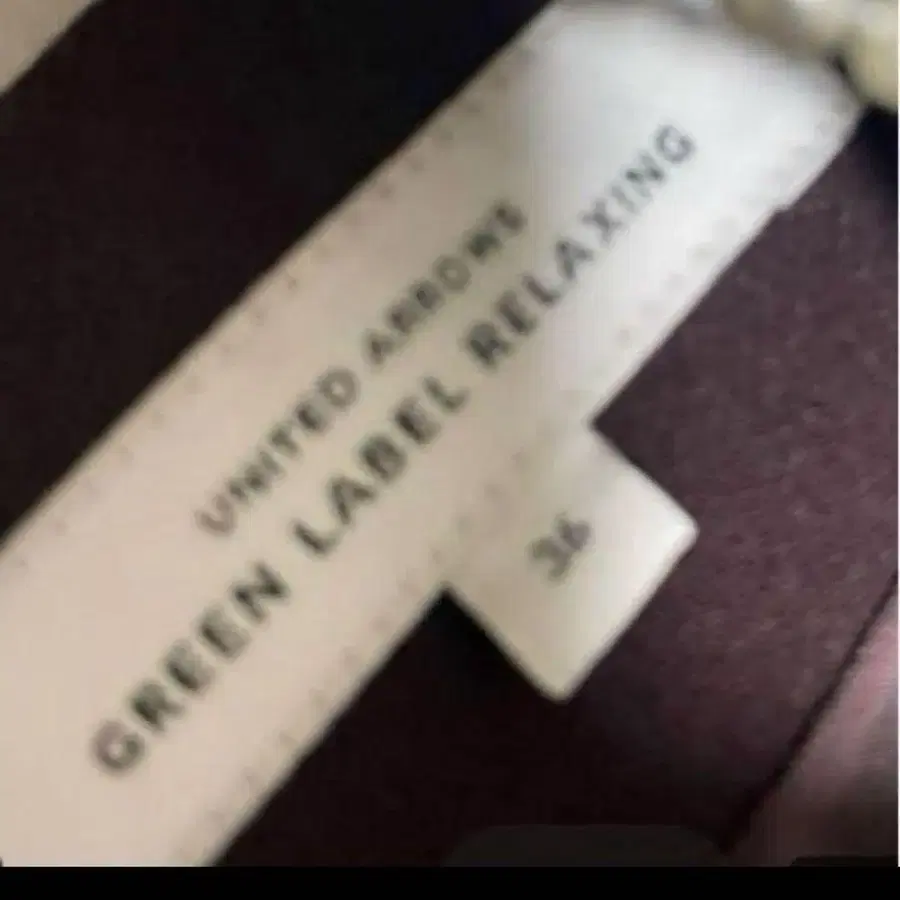 UNITED ARROWS
GREEN LABEL RELAXING
36